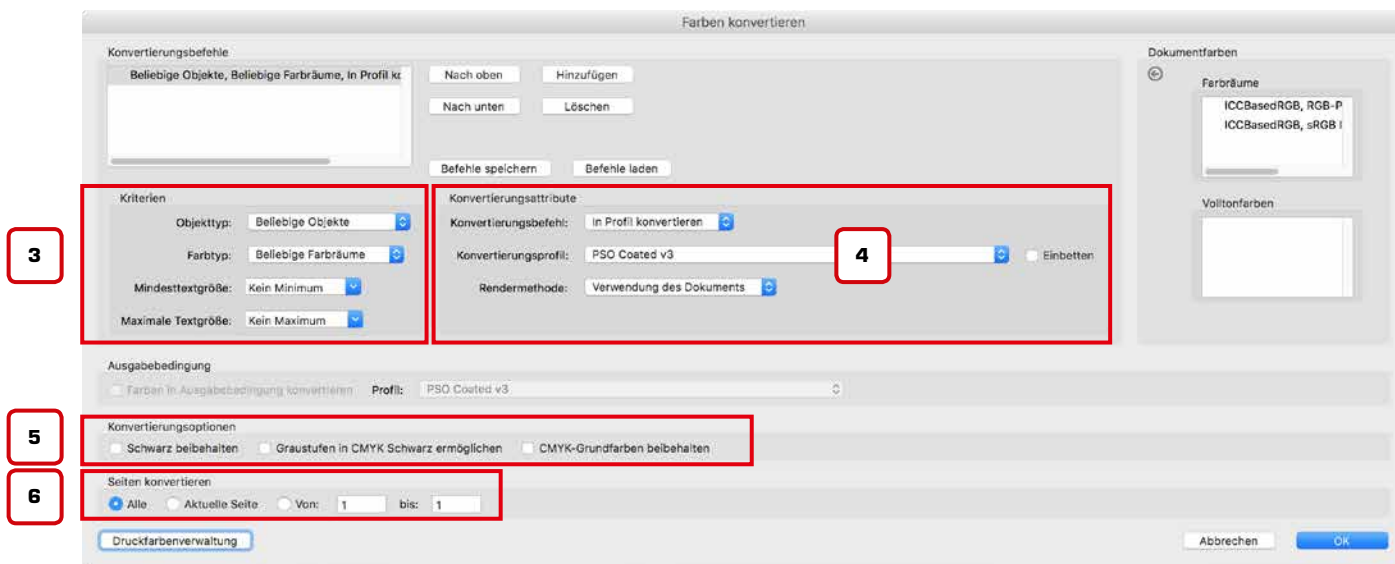 Farben konvertieren
Konvertierungsbefehle
Beliebige Objekte, Beliebige Farbräume, In Profil
Nach oben
Hinzufügen
Nach unten
Löschen
Befehle speichern
Befehle laden
Dokumentfarben
Farbräume
ICCBasedRGB, RGB-P
ICCBasedRGB, sRGB
Volltonfarben
3
Kriterien
Objekttyp: Beliebige Objekte
Farbtyp: Beliebige Farbräume
Mindesttextgröße: Kein Minimum
Maximale Textgröße: Kein Maximum
4
Konvertierungsattribute
Konvertierungsbefehl: In Profil konvertieren
Konvertierungsprofil: PSO Coated v3
Einbetten
Rendermethode: Verwendung des Dokuments
Ausgabebedingung
Farben in Ausgabebedingung konvertieren Profil: PSO Coated v3
5
Konvertierungsoptionen
Schwarz beibehalten Graustufen in CMYK Schwarz ermöglichen CMYK-Grundfarben beibehalten
6
Seiten konvertieren
Alle Aktuelle Seite Von: 1 bis: 1
Druckfarbenverwaltung
Abbrechen
OK